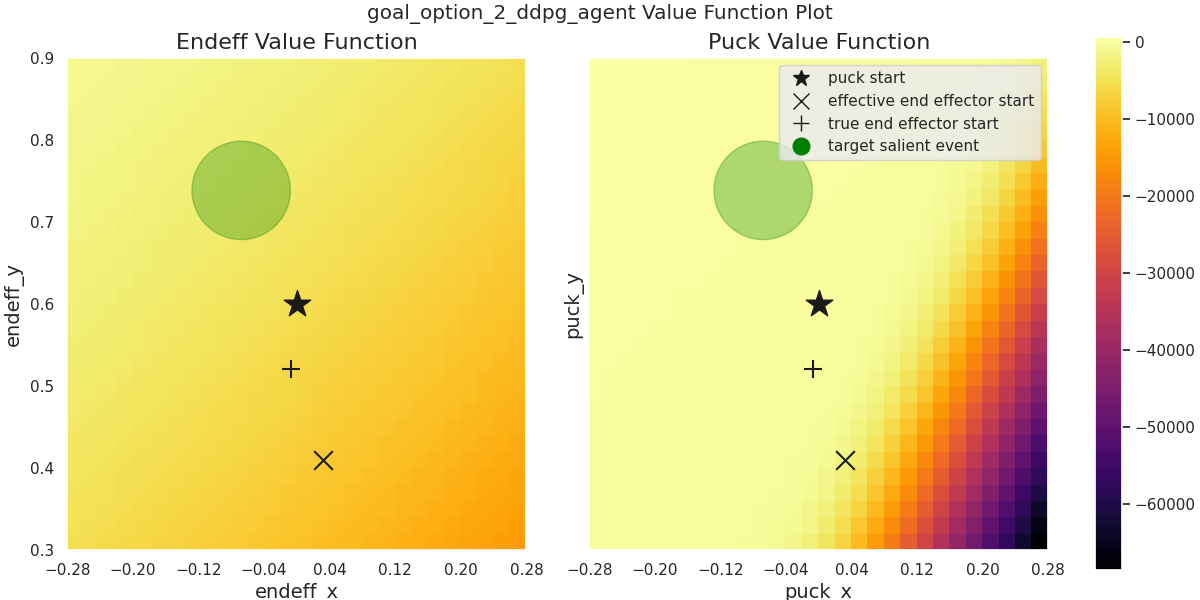 goal_option_2_ddpg_agent Value Function Plot
Endeff Value Function
Puck Value Function
puck start
effective end effector start
true end effector start
target salient event
endeff_y
0.9
0.8
0.7
0.6
0.5
0.4
0.3
−0.28 −0.20 −0.12 −0.04 0.04 0.12 0.20 0.28
endeff_x
puck_y
−0.28 −0.20 −0.12 −0.04 0.04 0.12 0.20 0.28
puck_x
0
−10000
−20000
−30000
−40000
−50000
−60000